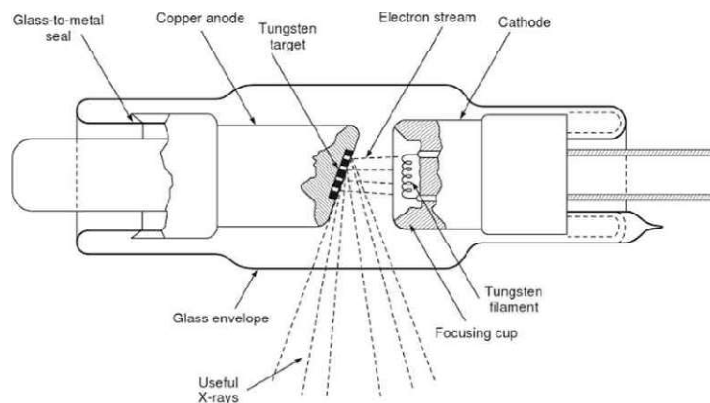 Glass-to-metal
seal
Copper anode
Tungsten
target
Electron stream
Cathode
Glass envelope
Tungsten
filament
Focusing cup
Useful
X-rays